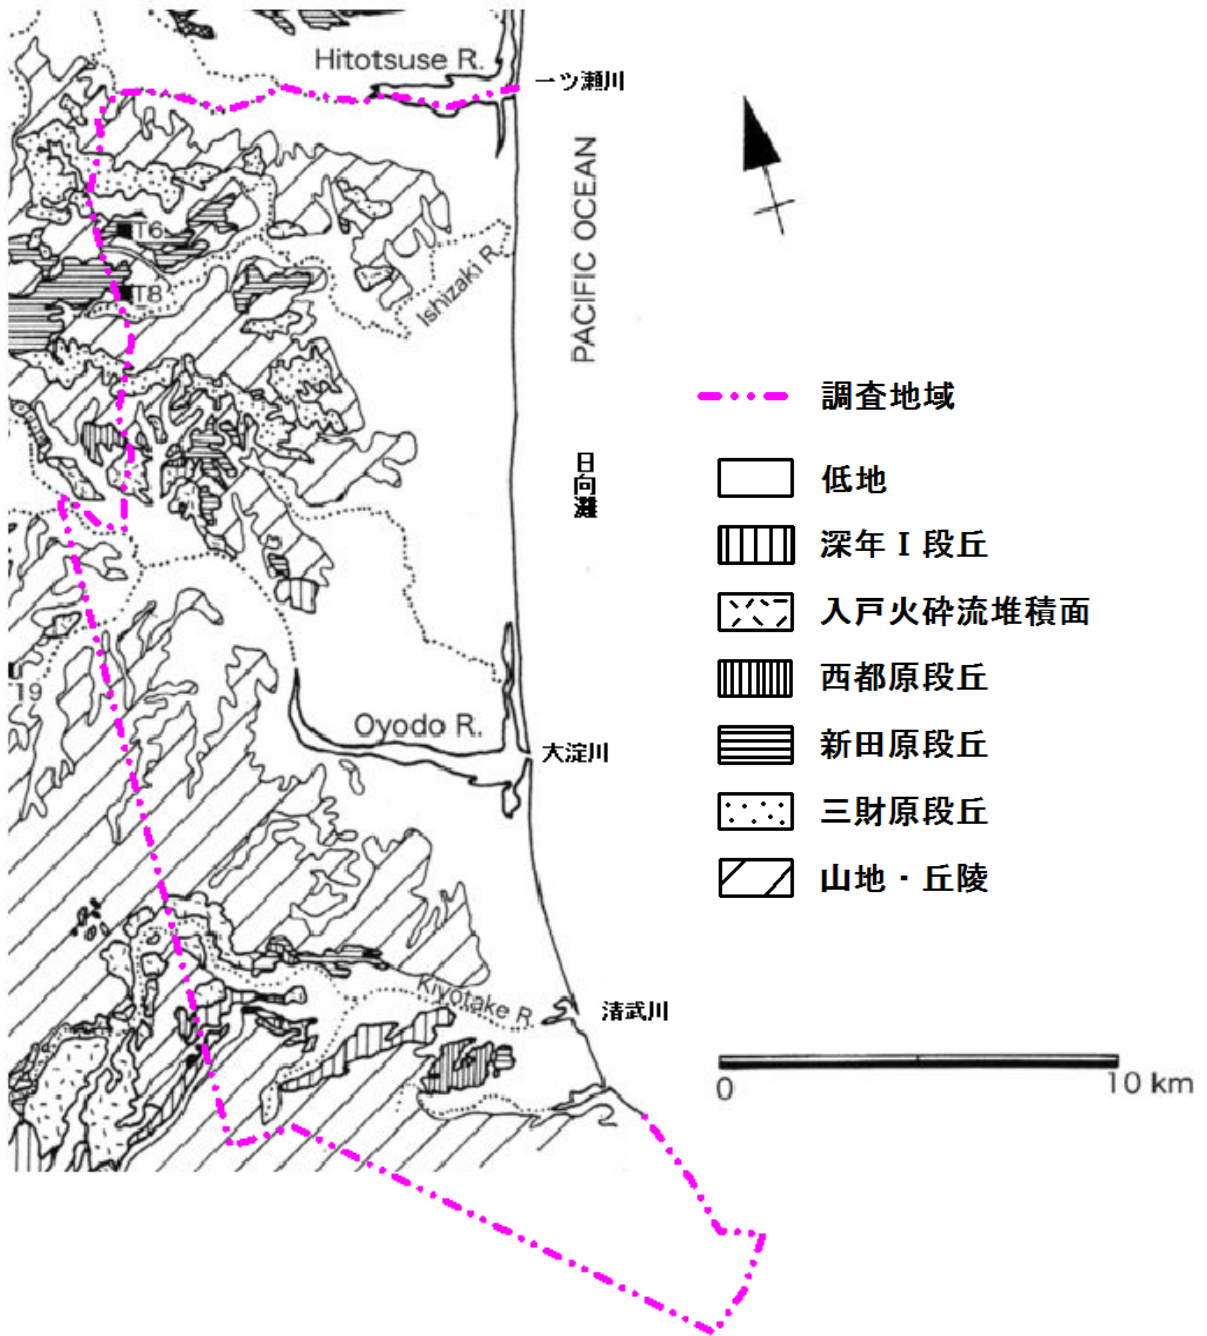 Hitotsuse R.
一ツ瀬川
PACIFIC OCEAN
T6
T8
Ishizaki R.
調査地域
低地
日向灘
深年Ⅰ段丘
入戸火砕流堆積面
西都原段丘
19
Oyodo R.
大淀川
新田原段丘
三財原段丘
山地・丘陵
Kiyotake R.
清武川
0
10 km